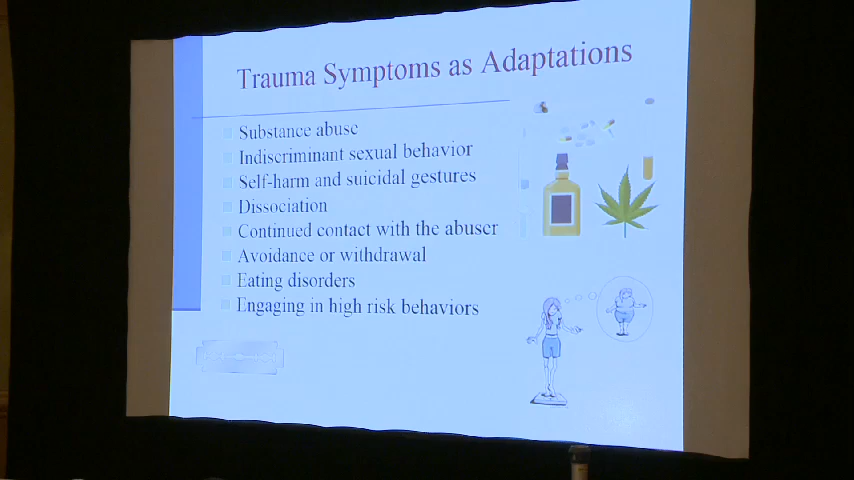 Trauma Symptoms as Adaptations
Substance abuse
Indiscriminant sexual behavior
Self-harm and suicidal gestures
Dissociation
Continued contact with the abuser
Avoidance or withdrawal
Eating disorders
Engaging in high risk behaviors